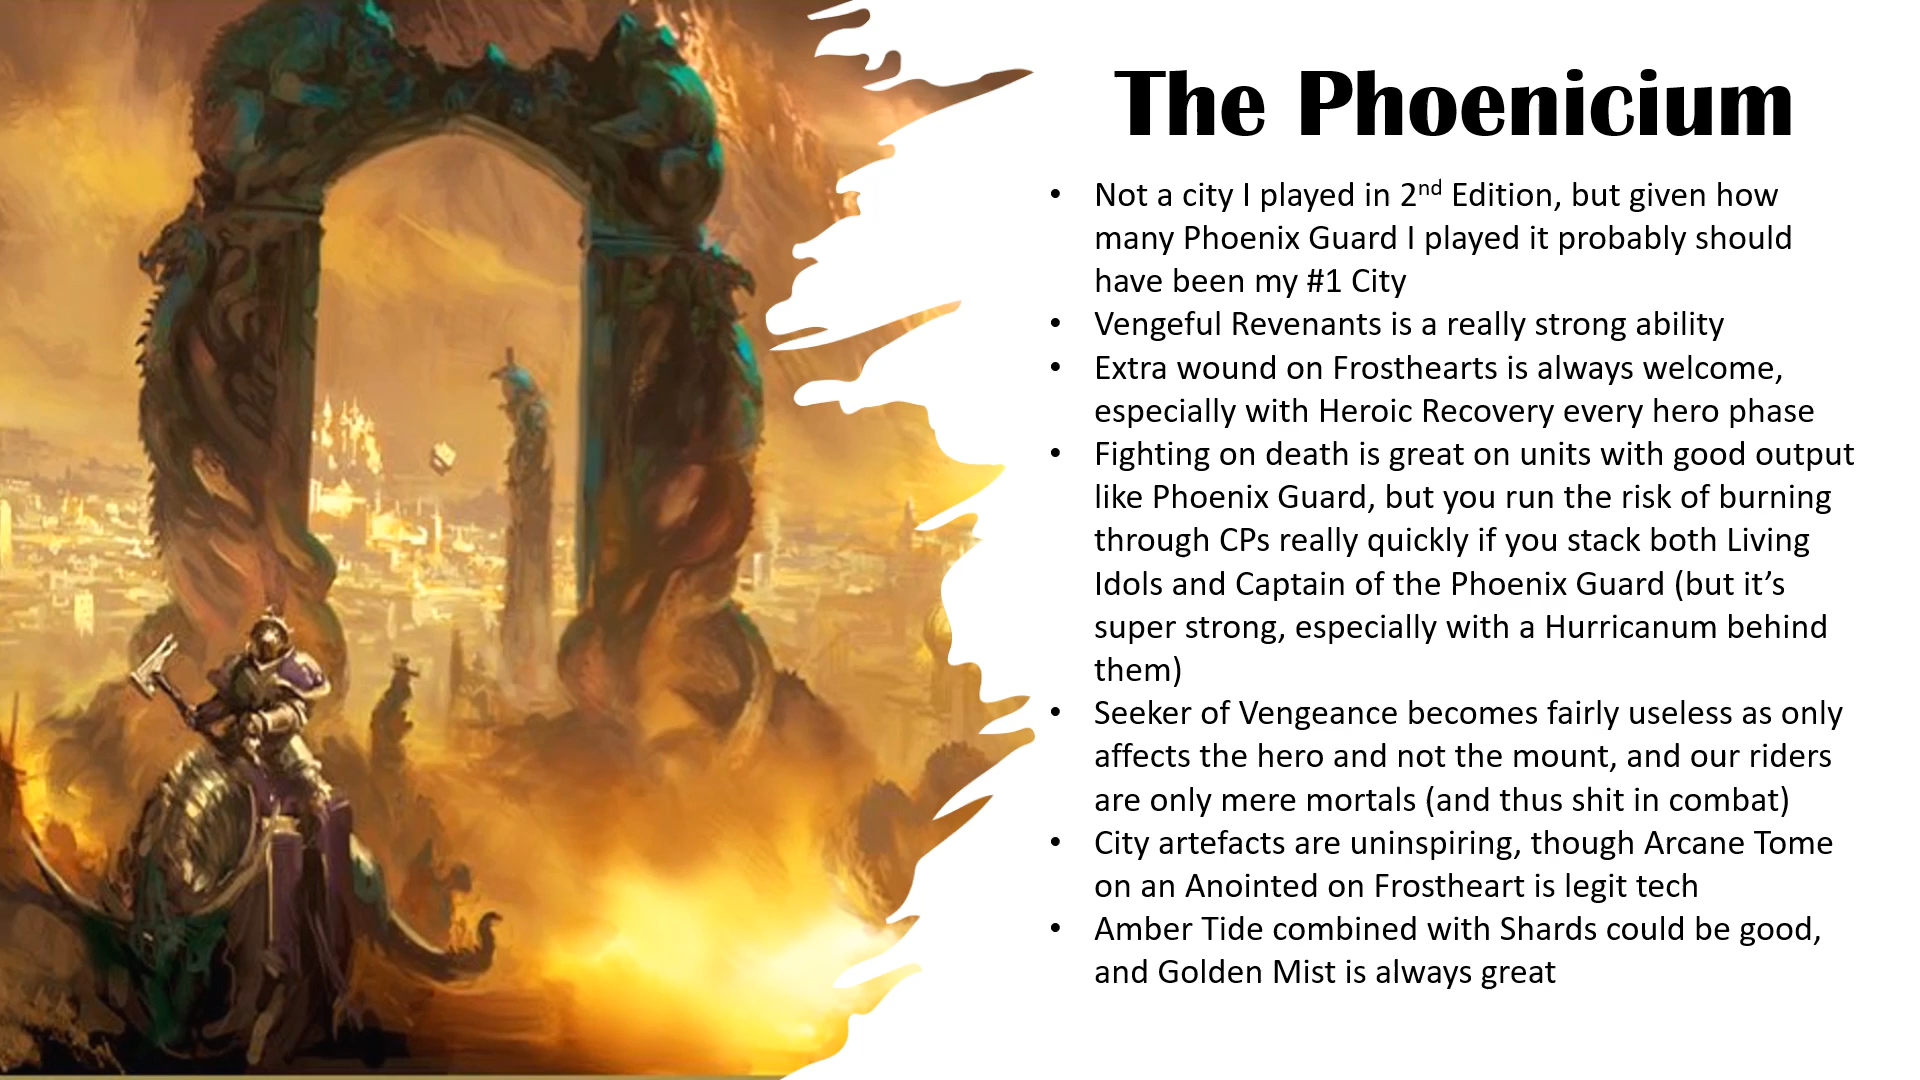 The Phoenicium
• Not a city I played in 2nd Edition, but given how
many Phoenix Guard I played it probably should
have been my #1 City
• Vengeful Revenants is a really strong ability
• Extra wound on Frosthearts is always welcome,
especially with Heroic Recovery every hero phase
• Fighting on death is great on units with good output
like Phoenix Guard, but you run the risk of burning
through CPs really quickly if you stack both Living
Idols and Captain of the Phoenix Guard (but it’s
super strong, especially with a Hurricanum behind
them)
• Seeker of Vengeance becomes fairly useless as only
affects the hero and not the mount, and our riders
are only mere mortals (and thus shit in combat)
• City artefacts are uninspiring, though Arcane Tome
on an Anointed on Frostheart is legit tech
• Amber Tide combined with Shards could be good,
and Golden Mist is always great